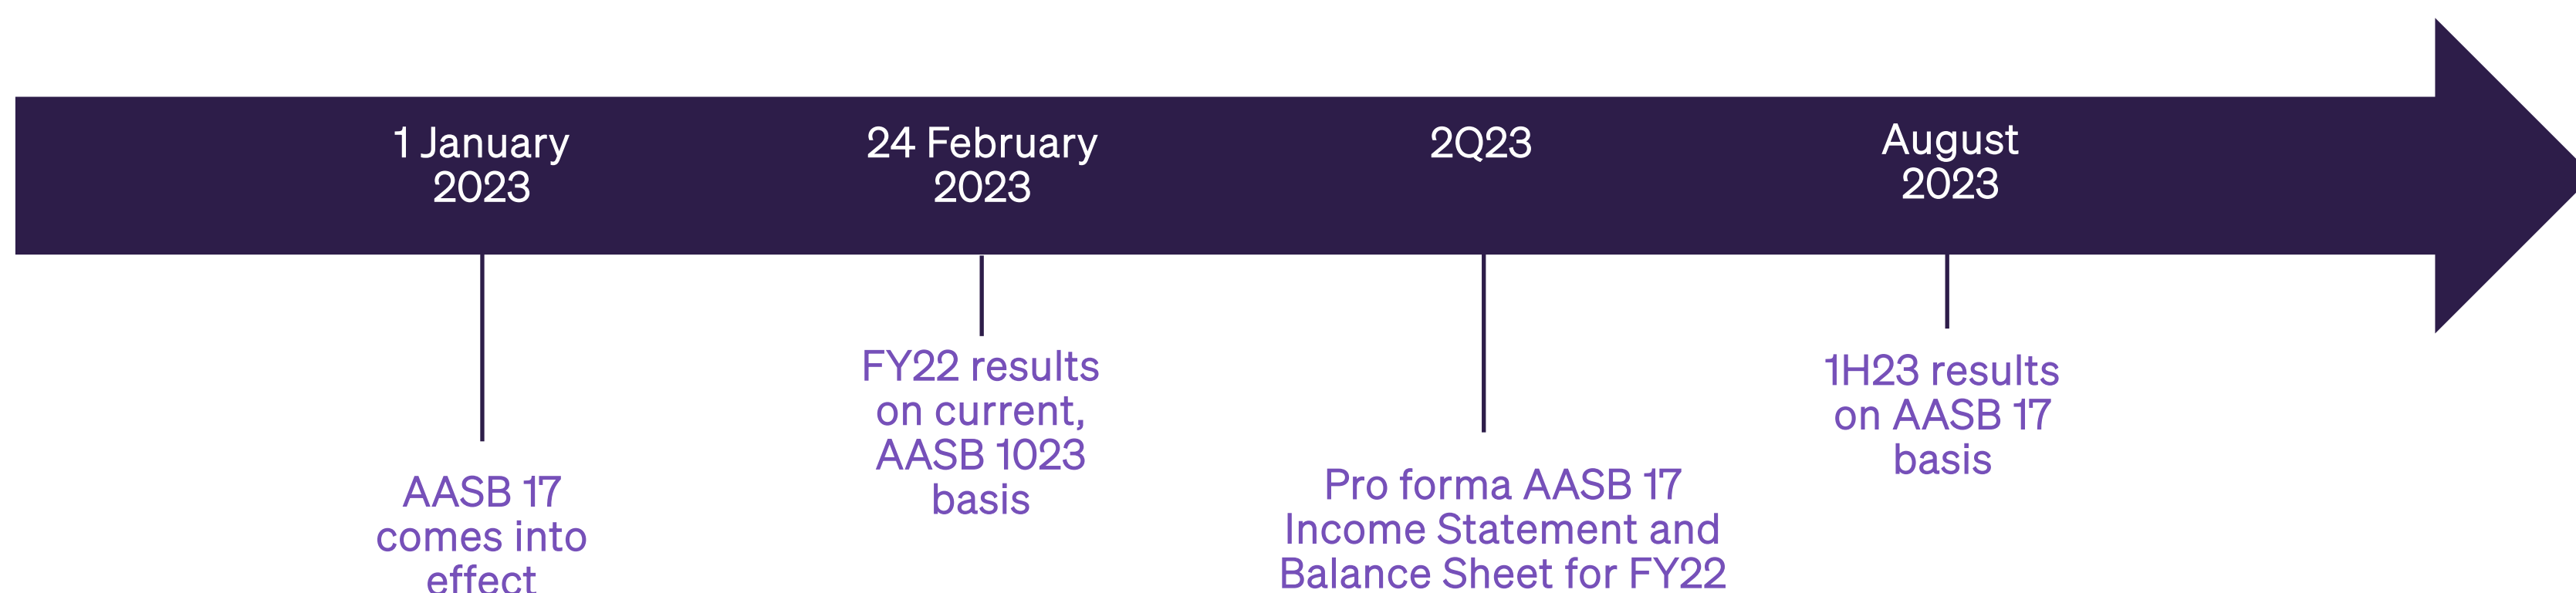 1 January
2023
24 February
2023
2Q23
August
2023
AASB 17
comes into
effect
FY22 results
on current,
AASB 1023
basis
Pro forma AASB 17
Income Statement and
Balance Sheet for FY22
1H23 results
on AASB 17
basis